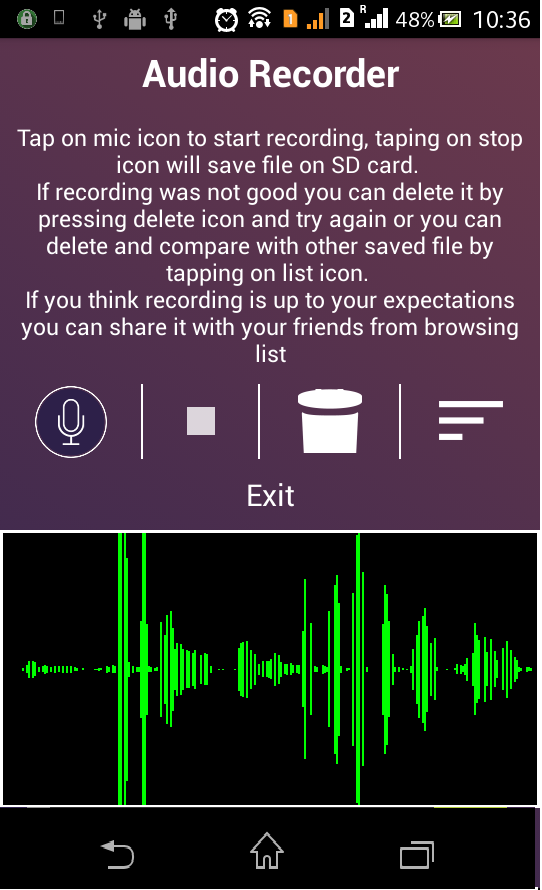 1 2 R 48% 10:36
Audio Recorder
Tap on mic icon to start recording, taping on stop
icon will save file on SD card.
If recording was not good you can delete it by
pressing delete icon and try again or you can
delete and compare with other saved file by
tapping on list icon.
If you think recording is up to your expectations
you can share it with your friends from browsing
list
Exit